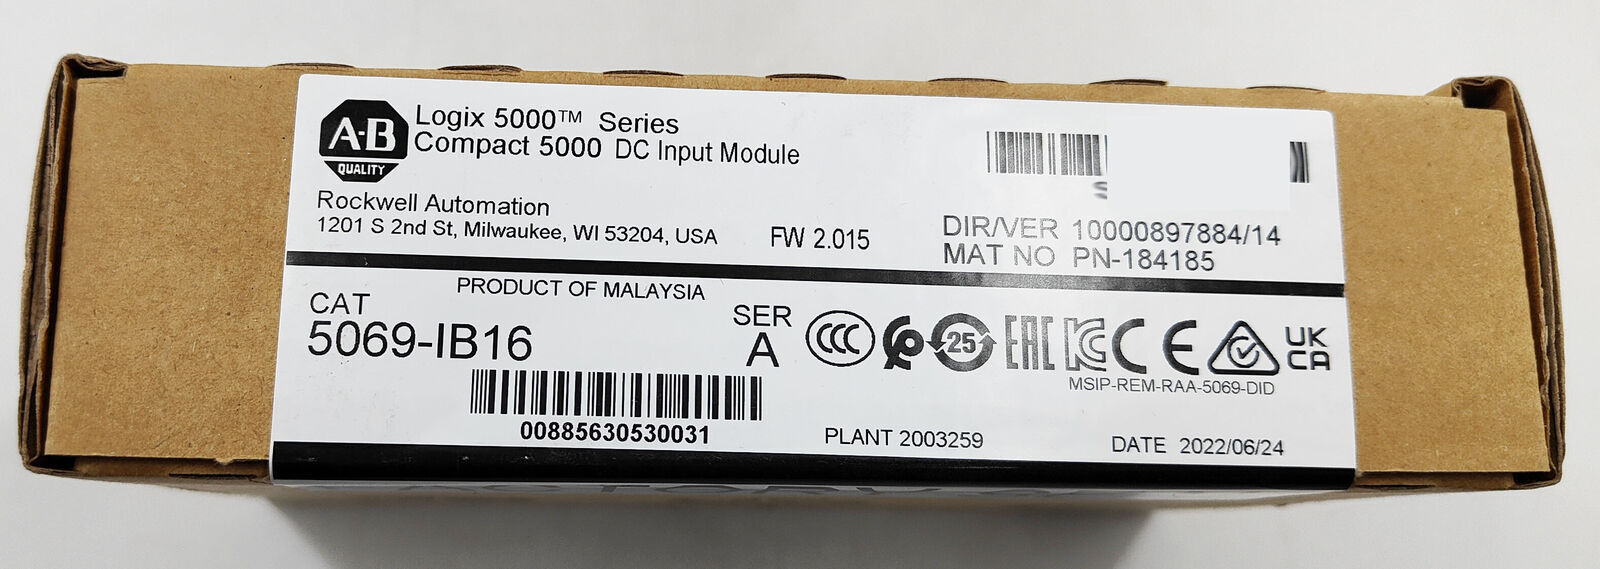 A-B
QUALITY
Logix 5000™ Series
Compact 5000 DC Input Module
Rockwell Automation
1201 S 2nd St, Milwaukee, WI 53204, USA
FW 2.015
DIR/VER 10000897884/14
MAT NO PN-184185
PRODUCT OF MALAYSIA
CAT
5069-IB16
SER
A
CCC
25
EAC
KC
CE
UK
CA
MSIP-REM-RAA-5069-DID
00885630530031
PLANT 2003259
DATE 2022/06/24